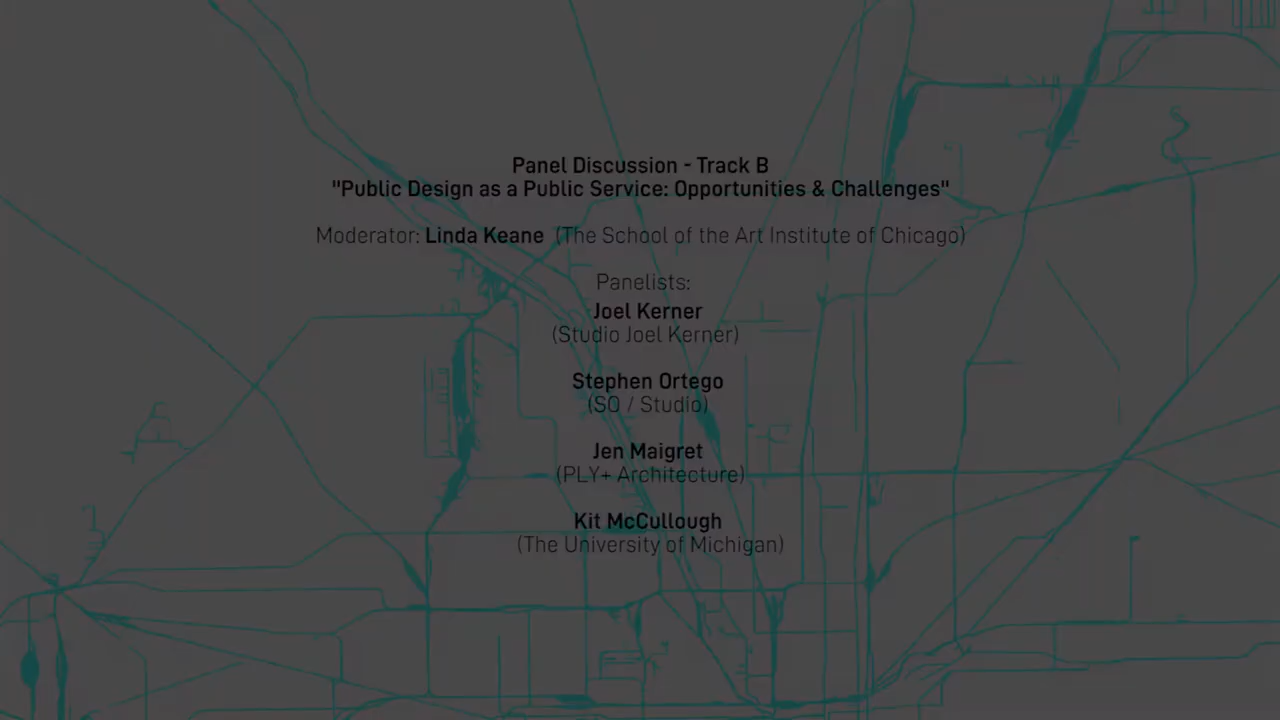 Panel Discussion - Track B
"Public Design as a Public Service: Opportunities & Challenges"
Moderator: Linda Keane (The School of the Art Institute of Chicago)
Panelists:
Joel Kerner
(Studio Joel Kerner)
Stephen Ortego
(SO / Studio)
Jen Maigret
(PLY+ Architecture)
Kit McCullough
(The University of Michigan)